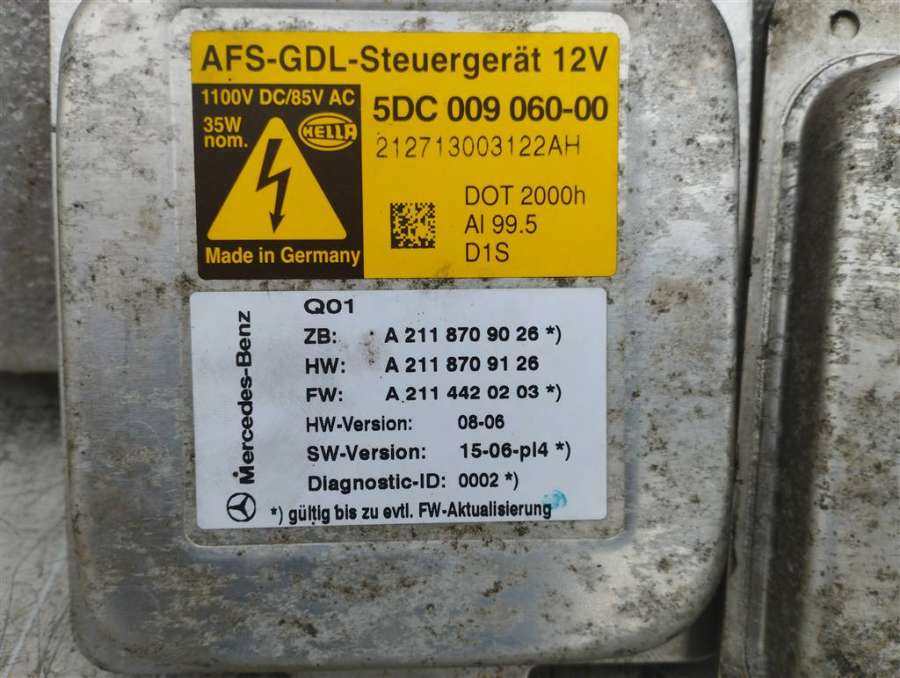 AFS-GDL-Steuergerät 12V
1100V DC/85V AC
35W
nom.
HELLA
5DC 009 060-00
212713003122AH
DOT 2000h
Al 99.5
D1S
Made in Germany
Mercedes-Benz
Q01
ZB: A 211 870 90 26 *)
HW: A 211 870 91 26
FW: A 211 442 02 03 *)
HW-Version: 08-06
SW-Version: 15-06-pl4 *)
Diagnostic-ID: 0002 *)
*) gültig bis zu evtl. FW-Aktualisierung